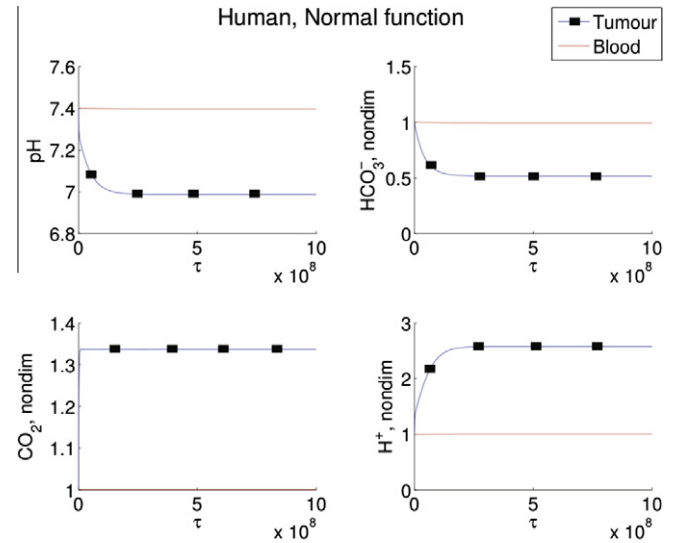 Human, Normal function
Tumour
Blood
7.6
7.4
7.2
7
6.8
pH
0
5
10
τ
x 10^8
1.5
1
0.5
0
HCO3^-, nondim
0
5
10
τ
x 10^8
1.4
1.3
1.2
1.1
1
CO2, nondim
0
5
10
τ
x 10^8
3
2
1
0
H^+, nondim
0
5
10
τ
x 10^8